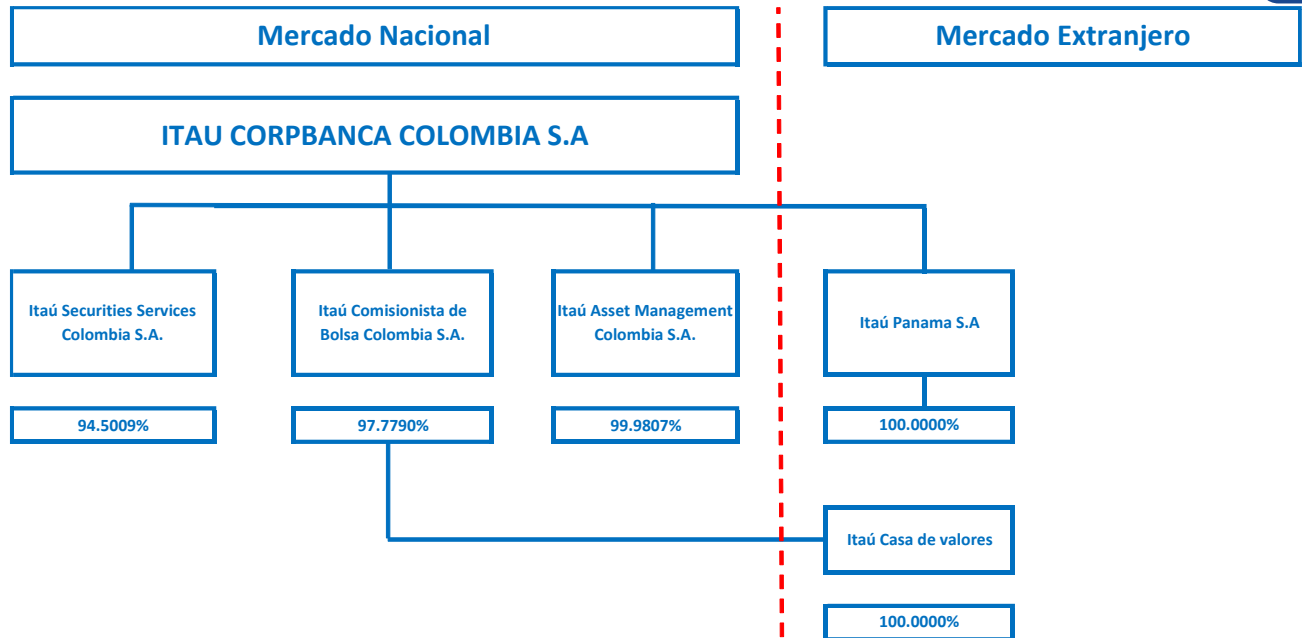 Mercado Nacional
Mercado Extranjero
ITAU CORPBANCA COLOMBIA S.A
Itaú Securities Services
Colombia S.A.
Itaú Comisionista de
Bolsa Colombia S.A.
Itaú Asset Management
Colombia S.A.
Itaú Panama S.A
94.5009%
97.7790%
99.9807%
100.0000%
Itaú Casa de valores
100.0000%